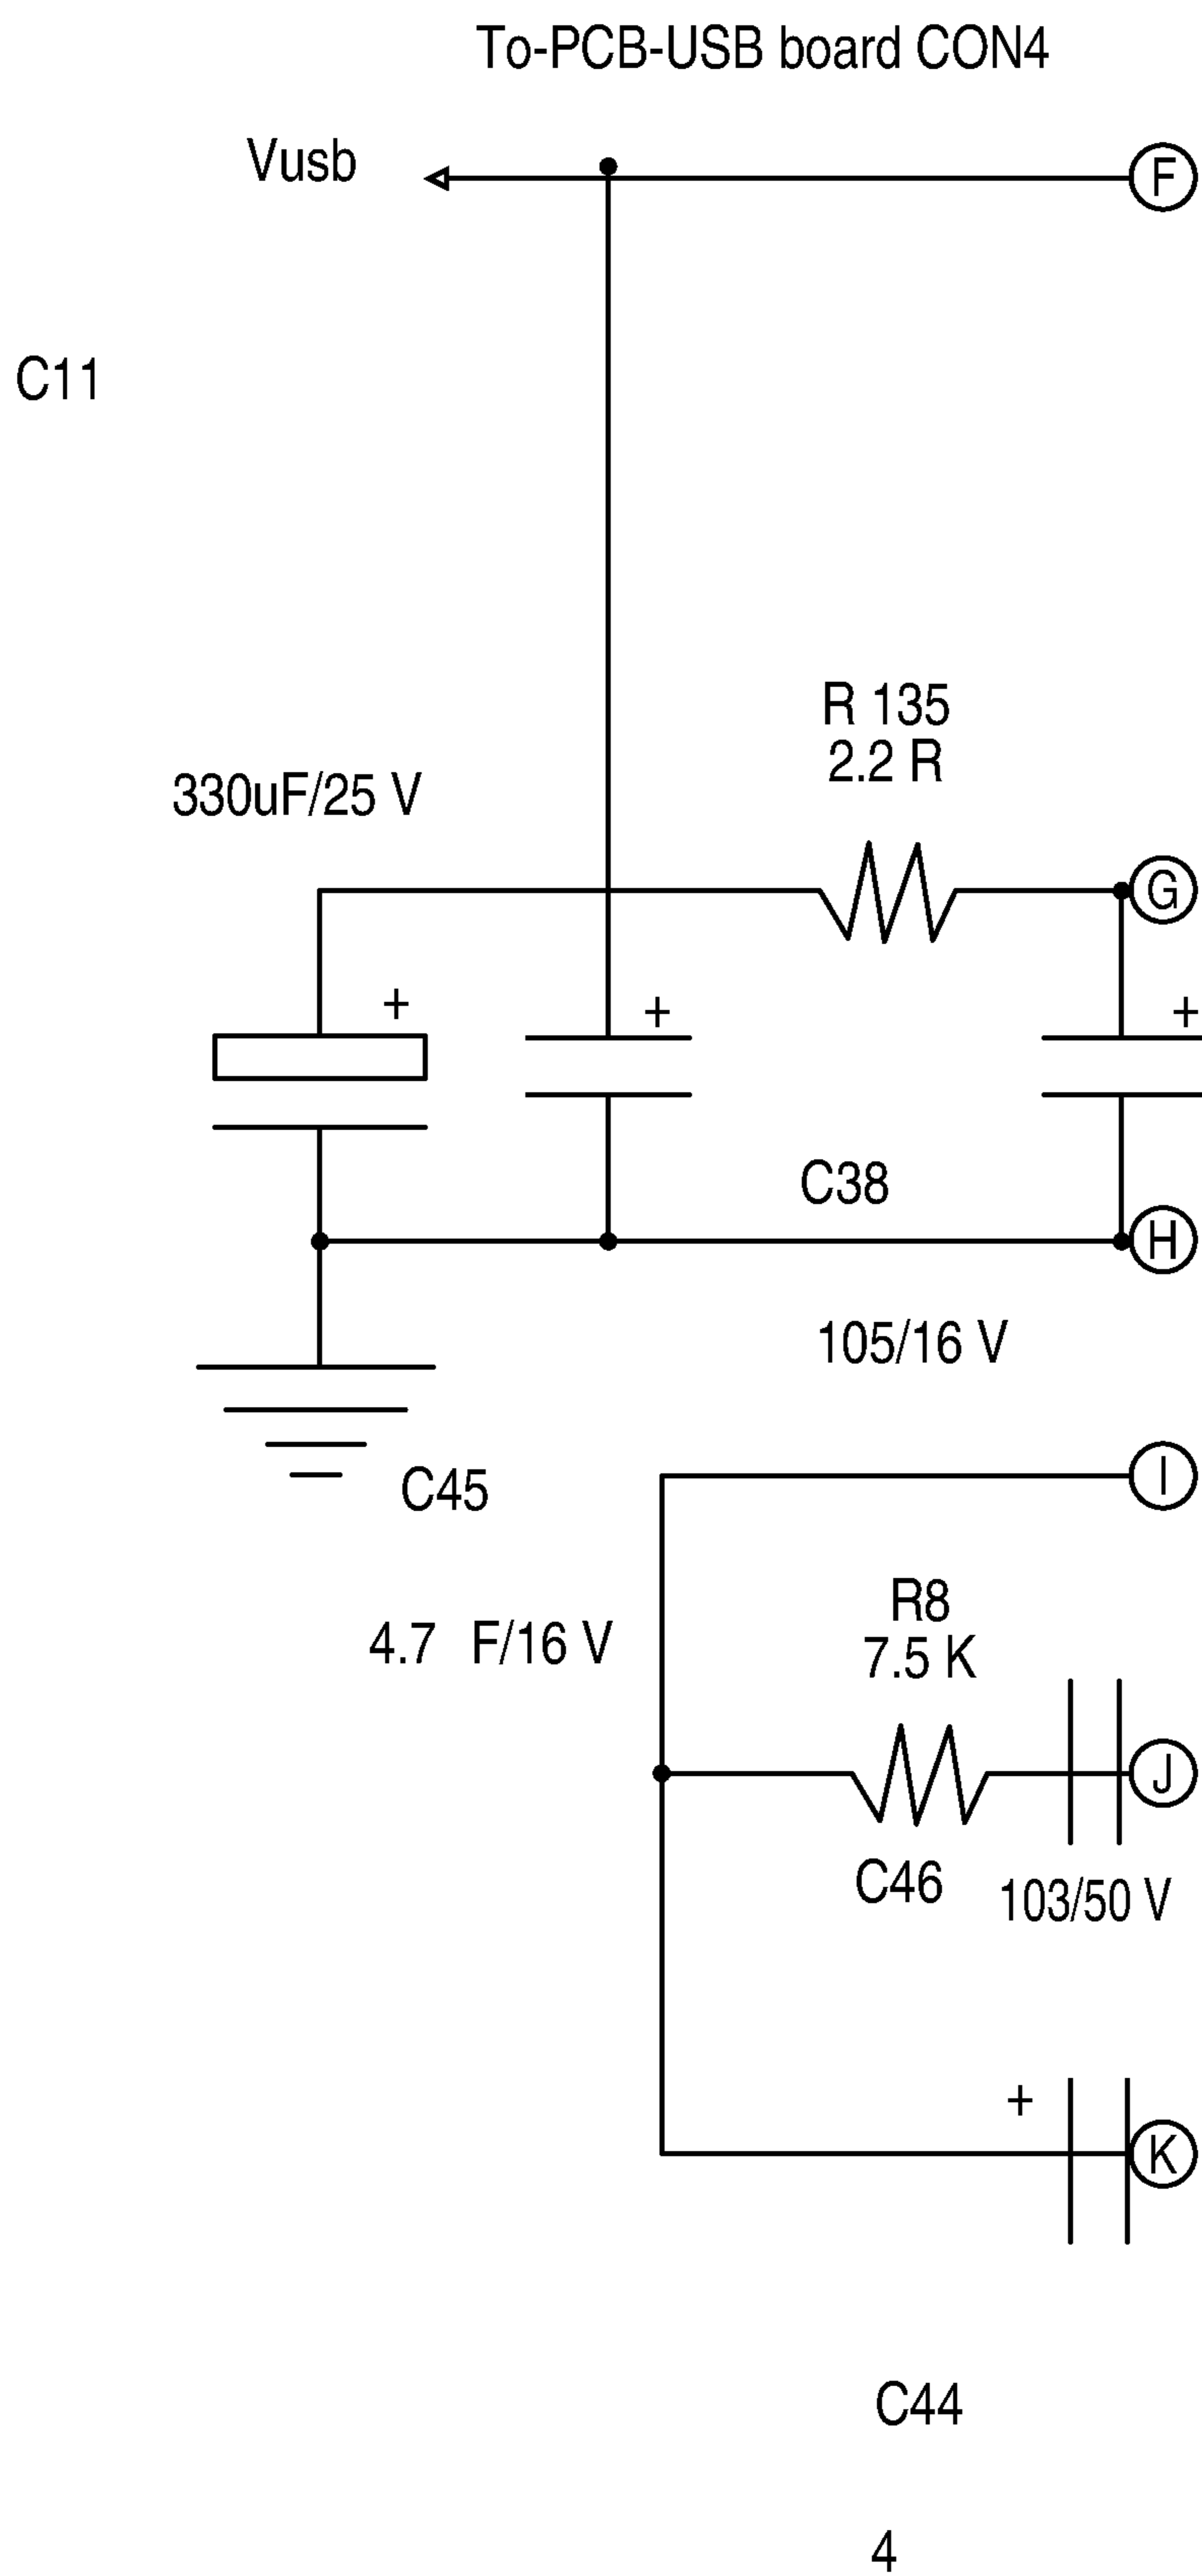 To-PCB-USB board CON4
Vusb
F
C11
R 135
2.2 R
330uF/25 V
G
+
+
+
C38
H
105/16 V
I
C45
R8
4.7 F/16 V
7.5 K
J
C46
103/50 V
+
K
C44
4